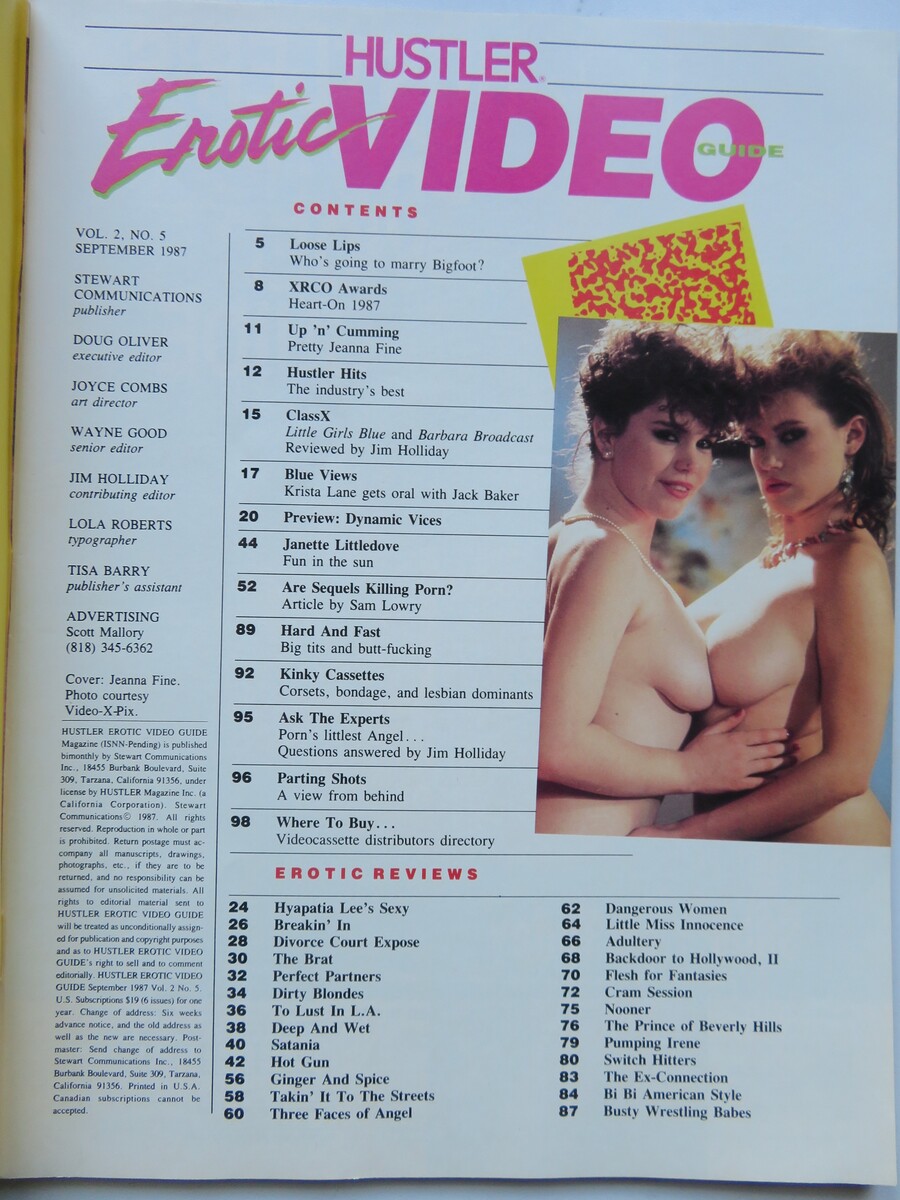 HUSTLER®
Erotic VIDEO GUIDE
CONTENTS
VOL. 2, NO. 5
SEPTEMBER 1987
STEWART
COMMUNICATIONS
publisher
DOUG OLIVER
executive editor
JOYCE COMBS
art director
WAYNE GOOD
senior editor
JIM HOLLIDAY
contributing editor
LOLA ROBERTS
typographer
TISA BARRY
publisher's assistant
ADVERTISING
Scott Mallory
(818) 345-6362
Cover: Jeanna Fine.
Photo courtesy
Video-X-Pix.
HUSTLER EROTIC VIDEO GUIDE
Magazine (ISNN-Pending) is published
bimonthly by Stewart Communications
Inc., 18455 Burbank Boulevard, Suite
309, Tarzana, California 91356, under
license by HUSTLER Magazine Inc. (a
California Corporation). Stewart
Communications© 1987. All rights
reserved. Reproduction in whole or part
is prohibited. Return postage must ac-
company all manuscripts, drawings,
photographs, etc., if they are to be
returned, and no responsibility can be
assumed for unsolicited materials. All
rights to editorial material sent to
HUSTLER EROTIC VIDEO GUIDE
will be treated as unconditionally assign-
ed for publication and copyright purposes
and as to HUSTLER EROTIC VIDEO
GUIDE's right to sell and to comment
editorially. HUSTLER EROTIC VIDEO
GUIDE September 1987 Vol. 2 No. 5.
U.S. Subscriptions $19 (6 issues) for one
year. Change of address: Six weeks
advance notice, and the old address as
well as the new are necessary. Post-
master: Send change of address to
Stewart Communications Inc., 18455
Burbank Boulevard, Suite 309, Tarzana,
California 91356. Printed in U.S.A.
Canadian subscriptions cannot be
accepted.
5 Loose Lips
Who's going to marry Bigfoot?
8 XRCO Awards
Heart-On 1987
11 Up 'n' Cumming
Pretty Jeanna Fine
12 Hustler Hits
The industry's best
15 ClassX
Little Girls Blue and Barbara Broadcast
Reviewed by Jim Holliday
17 Blue Views
Krista Lane gets oral with Jack Baker
20 Preview: Dynamic Vices
44 Janette Littledove
Fun in the sun
52 Are Sequels Killing Porn?
Article by Sam Lowry
89 Hard And Fast
Big tits and butt-fucking
92 Kinky Cassettes
Corsets, bondage, and lesbian dominants
95 Ask The Experts
Porn's littlest Angel...
Questions answered by Jim Holliday
96 Parting Shots
A view from behind
98 Where To Buy...
Videocassette distributors directory
EROTIC REVIEWS
24 Hyapatia Lee's Sexy
26 Breakin' In
28 Divorce Court Expose
30 The Brat
32 Perfect Partners
34 Dirty Blondes
36 To Lust In L.A.
38 Deep And Wet
40 Satania
42 Hot Gun
56 Ginger And Spice
58 Takin' It To The Streets
60 Three Faces of Angel
62 Dangerous Women
64 Little Miss Innocence
66 Adultery
68 Backdoor to Hollywood, II
70 Flesh for Fantasies
72 Cram Session
75 Nooner
76 The Prince of Beverly Hills
79 Pumping Irene
80 Switch Hitters
83 The Ex-Connection
84 Bi Bi American Style
87 Busty Wrestling Babes